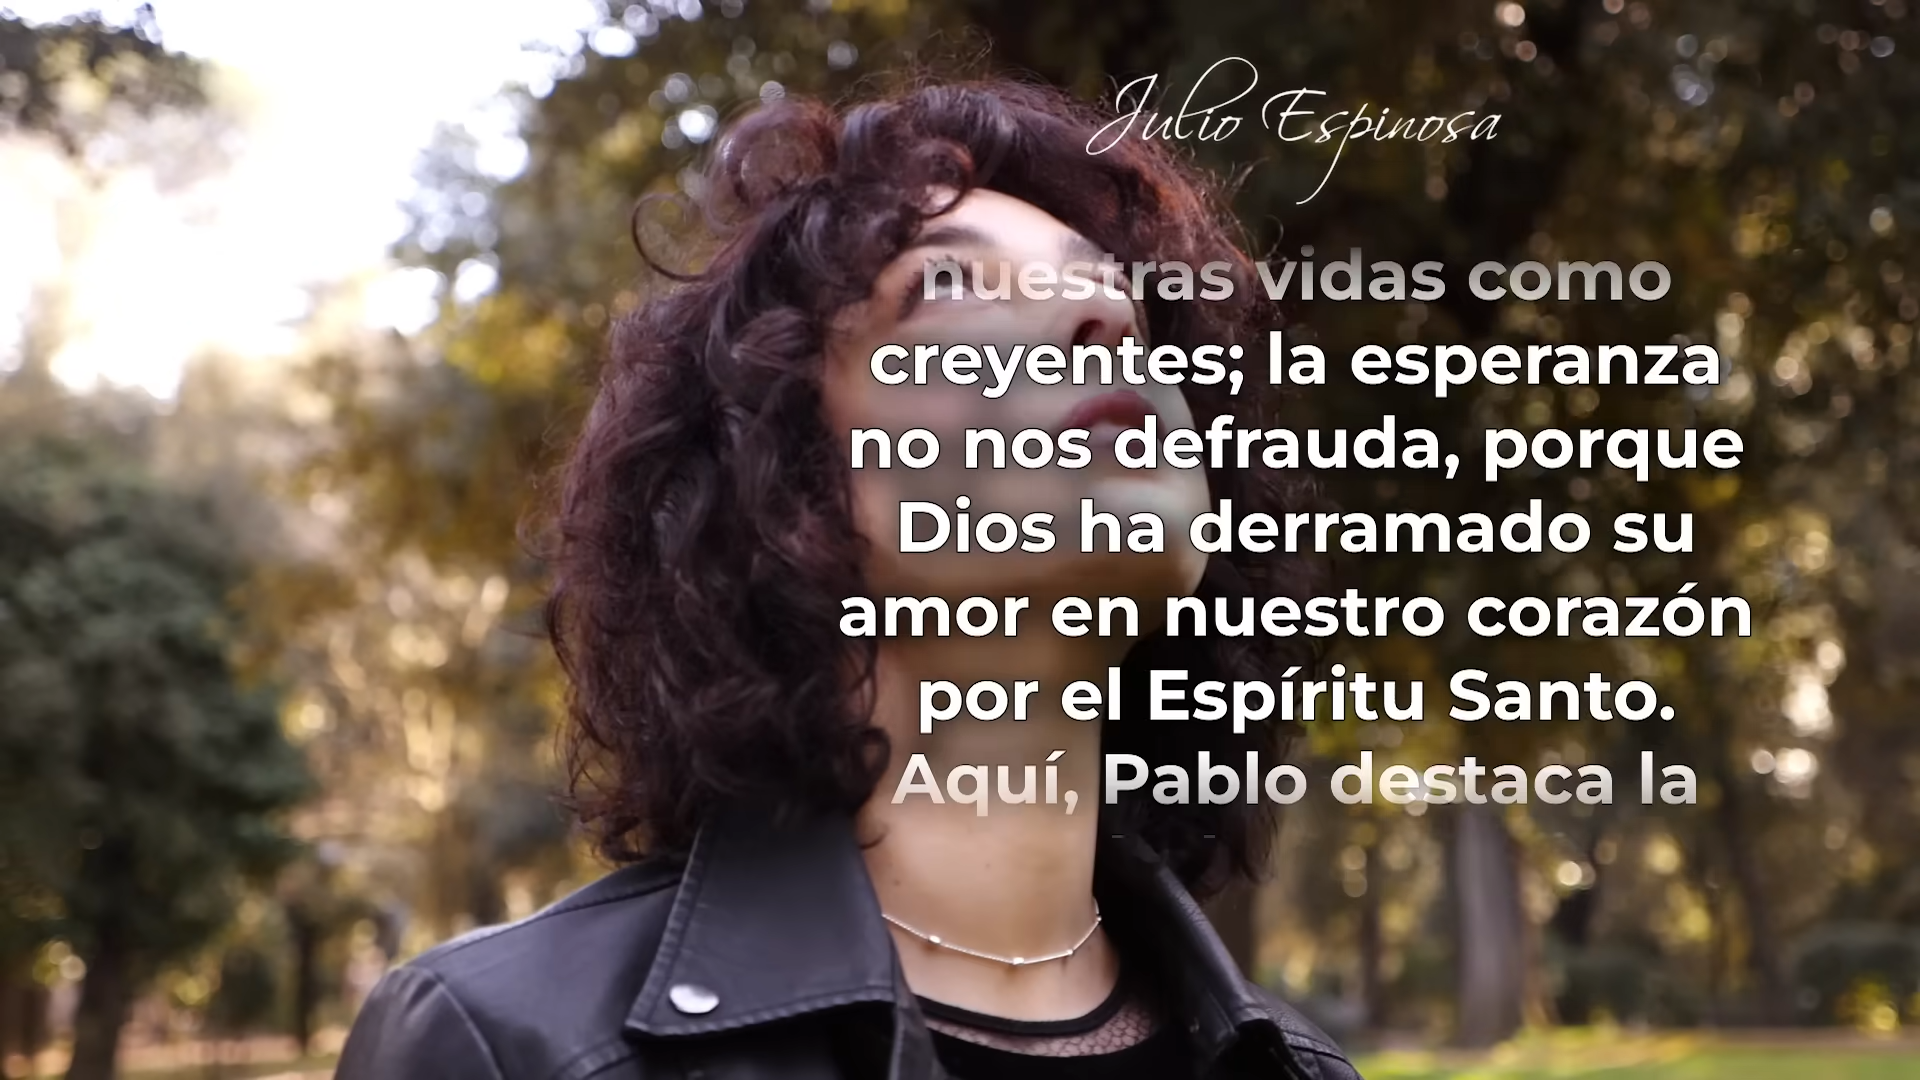 Julio Espinosa
nuestras vidas como
creyentes; la esperanza
no nos defrauda, porque
Dios ha derramado su
amor en nuestro corazón
por el Espíritu Santo.
Aquí, Pablo destaca la